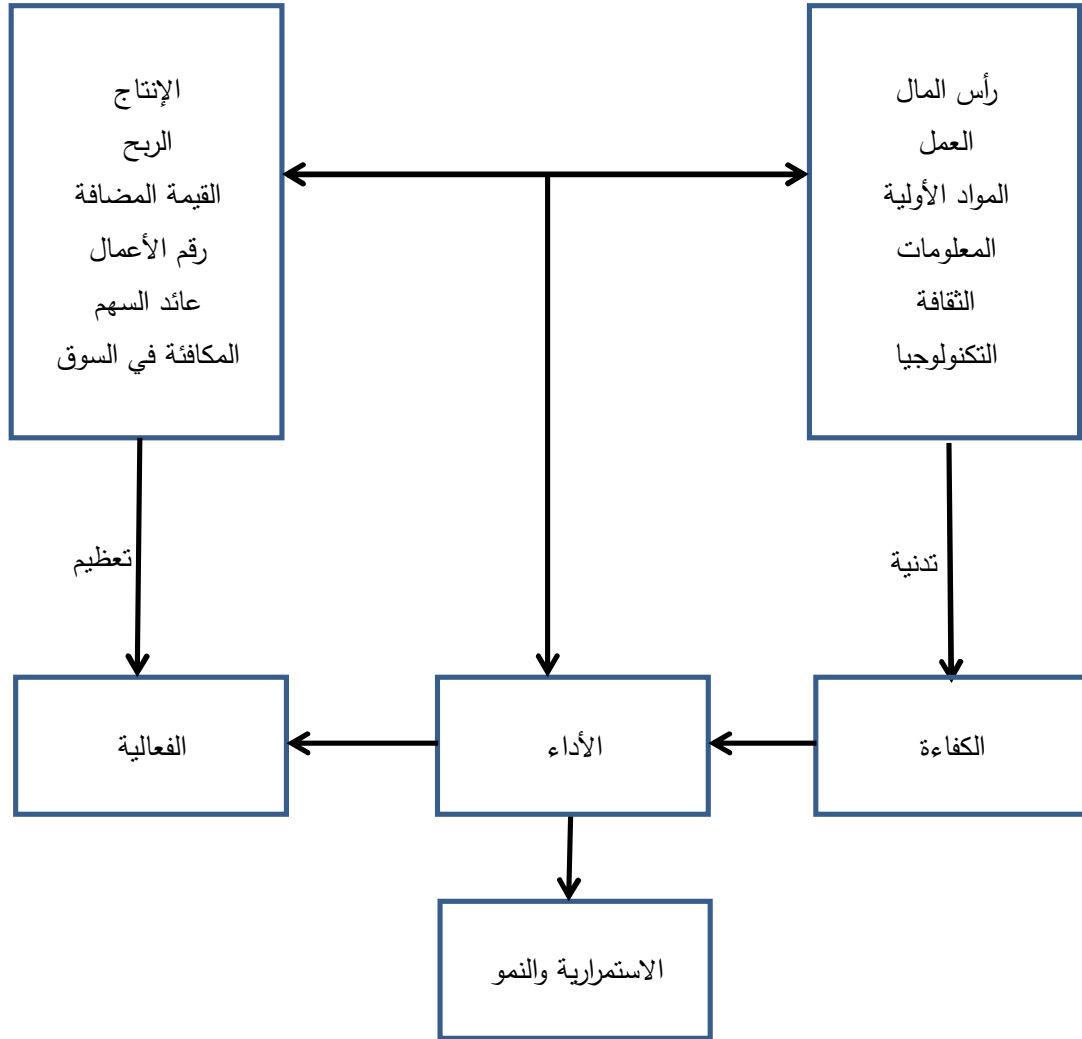 رأس المال
العمل
المواد الأولية
المعلومات
الثقافة
التكنولوجيا
الإنتاج
الربح
القيمة المضافة
رقم الأعمال
عائد السهم
المكافئة في السوق
تدنية
تعظيم
الكفاءة
الأداء
الفعالية
الاستمرارية والنمو